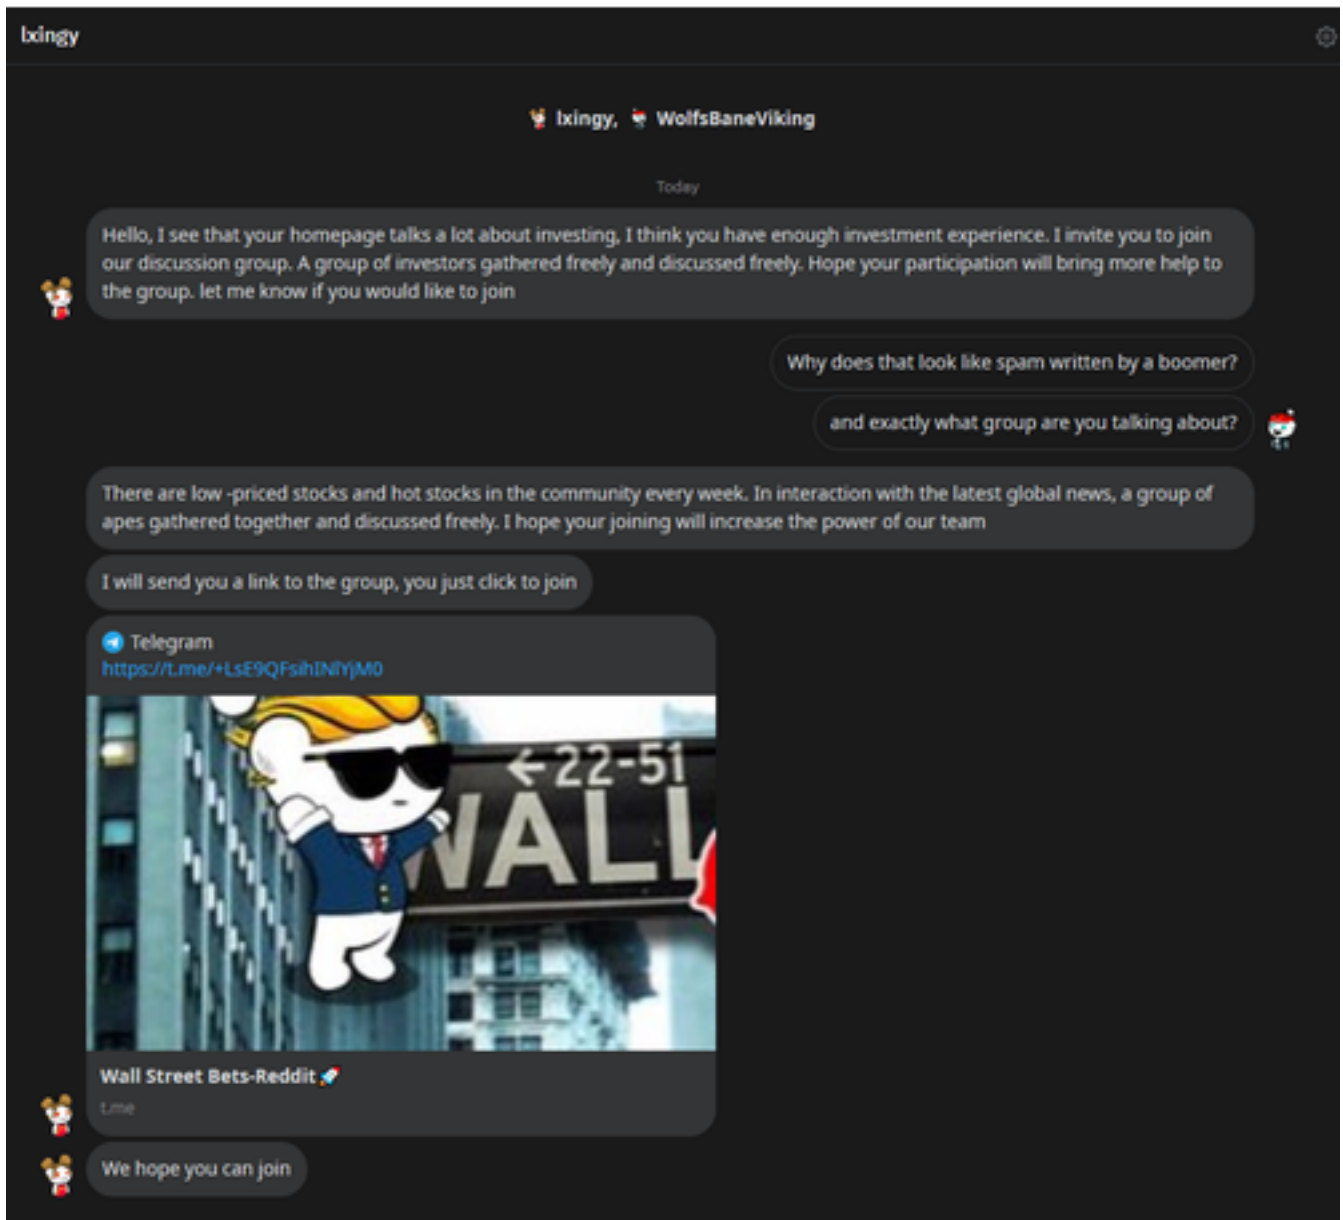 lxingy
lxingy, WolfsBaneViking
Today
Hello, I see that your homepage talks a lot about investing, I think you have enough investment experience. I invite you to join
our discussion group. A group of investors gathered freely and discussed freely. Hope your participation will bring more help to
the group. let me know if you would like to join
Why does that look like spam written by a boomer?
and exactly what group are you talking about?
There are low -priced stocks and hot stocks in the community every week. In interaction with the latest global news, a group of
apes gathered together and discussed freely. I hope your joining will increase the power of our team
I will send you a link to the group, you just click to join
Telegram
https://t.me/+LsE9QFsihINlYjM0
←22-51
WALL
Wall Street Bets-Reddit🚀
t.me
We hope you can join